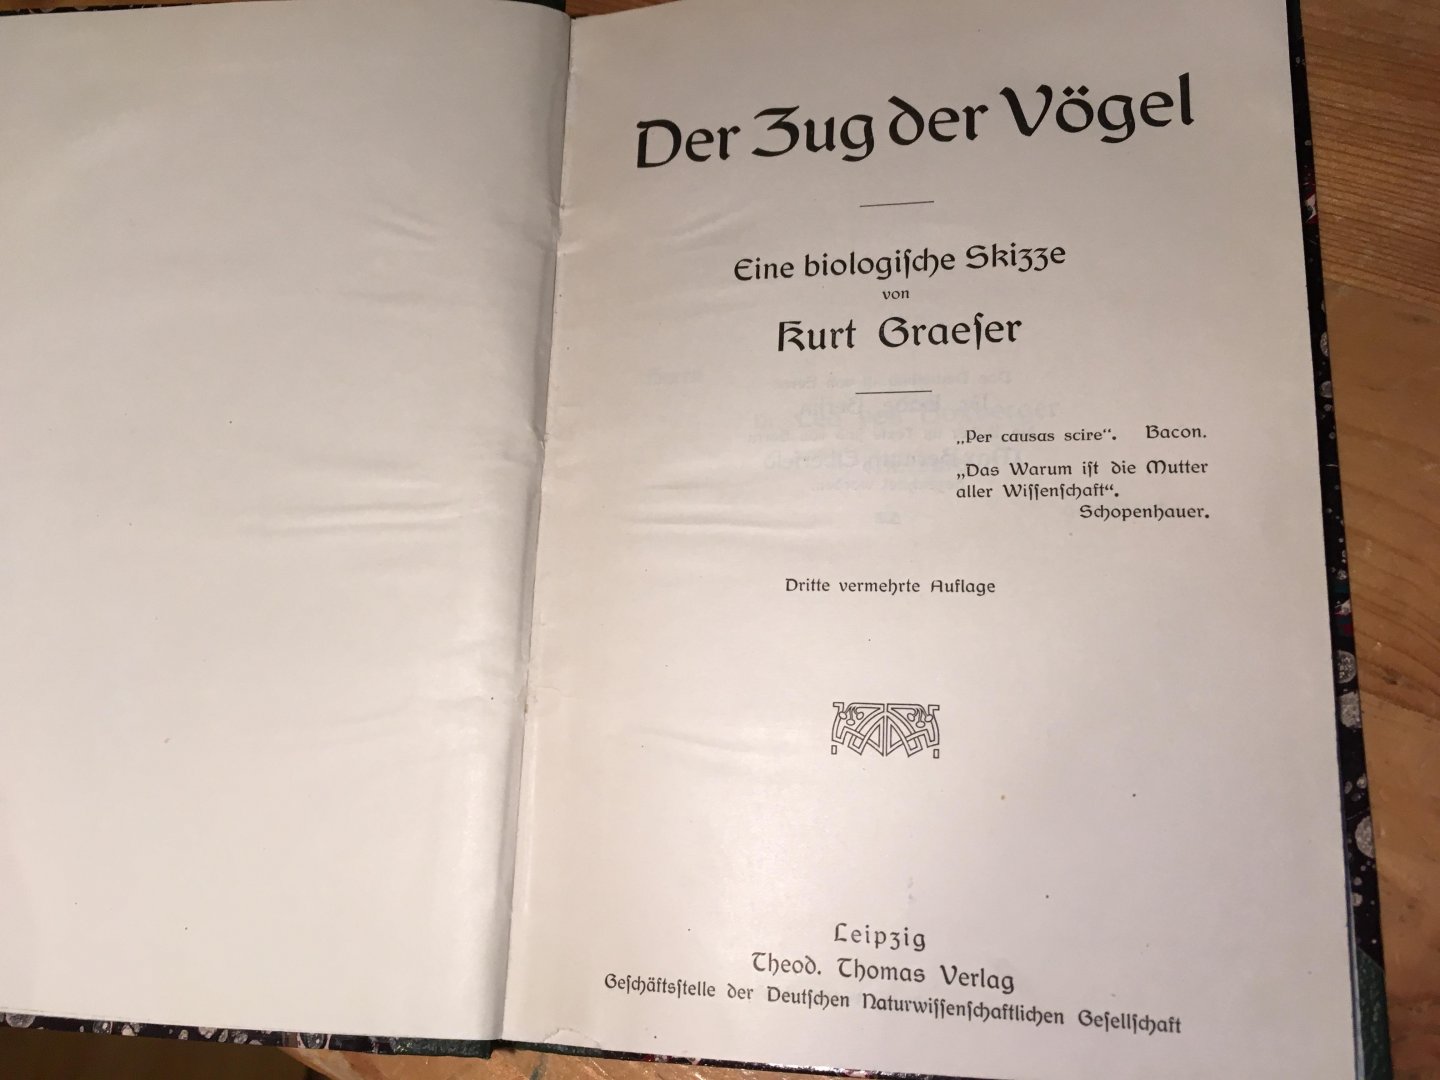 Der Zug der Vögel
Eine biologiſche Skizze
von
Kurt Graeſer
„Per causas scire“. Bacon.
„Das Warum iſt die Mutter
aller Wiſſenſchaft“.
Schopenhauer.
Dritte vermehrte Auflage
Leipzig
Theod. Thomas Verlag
Geſchäftsſtelle der Deutſchen Naturwiſſenſchaftlichen Geſellſchaft